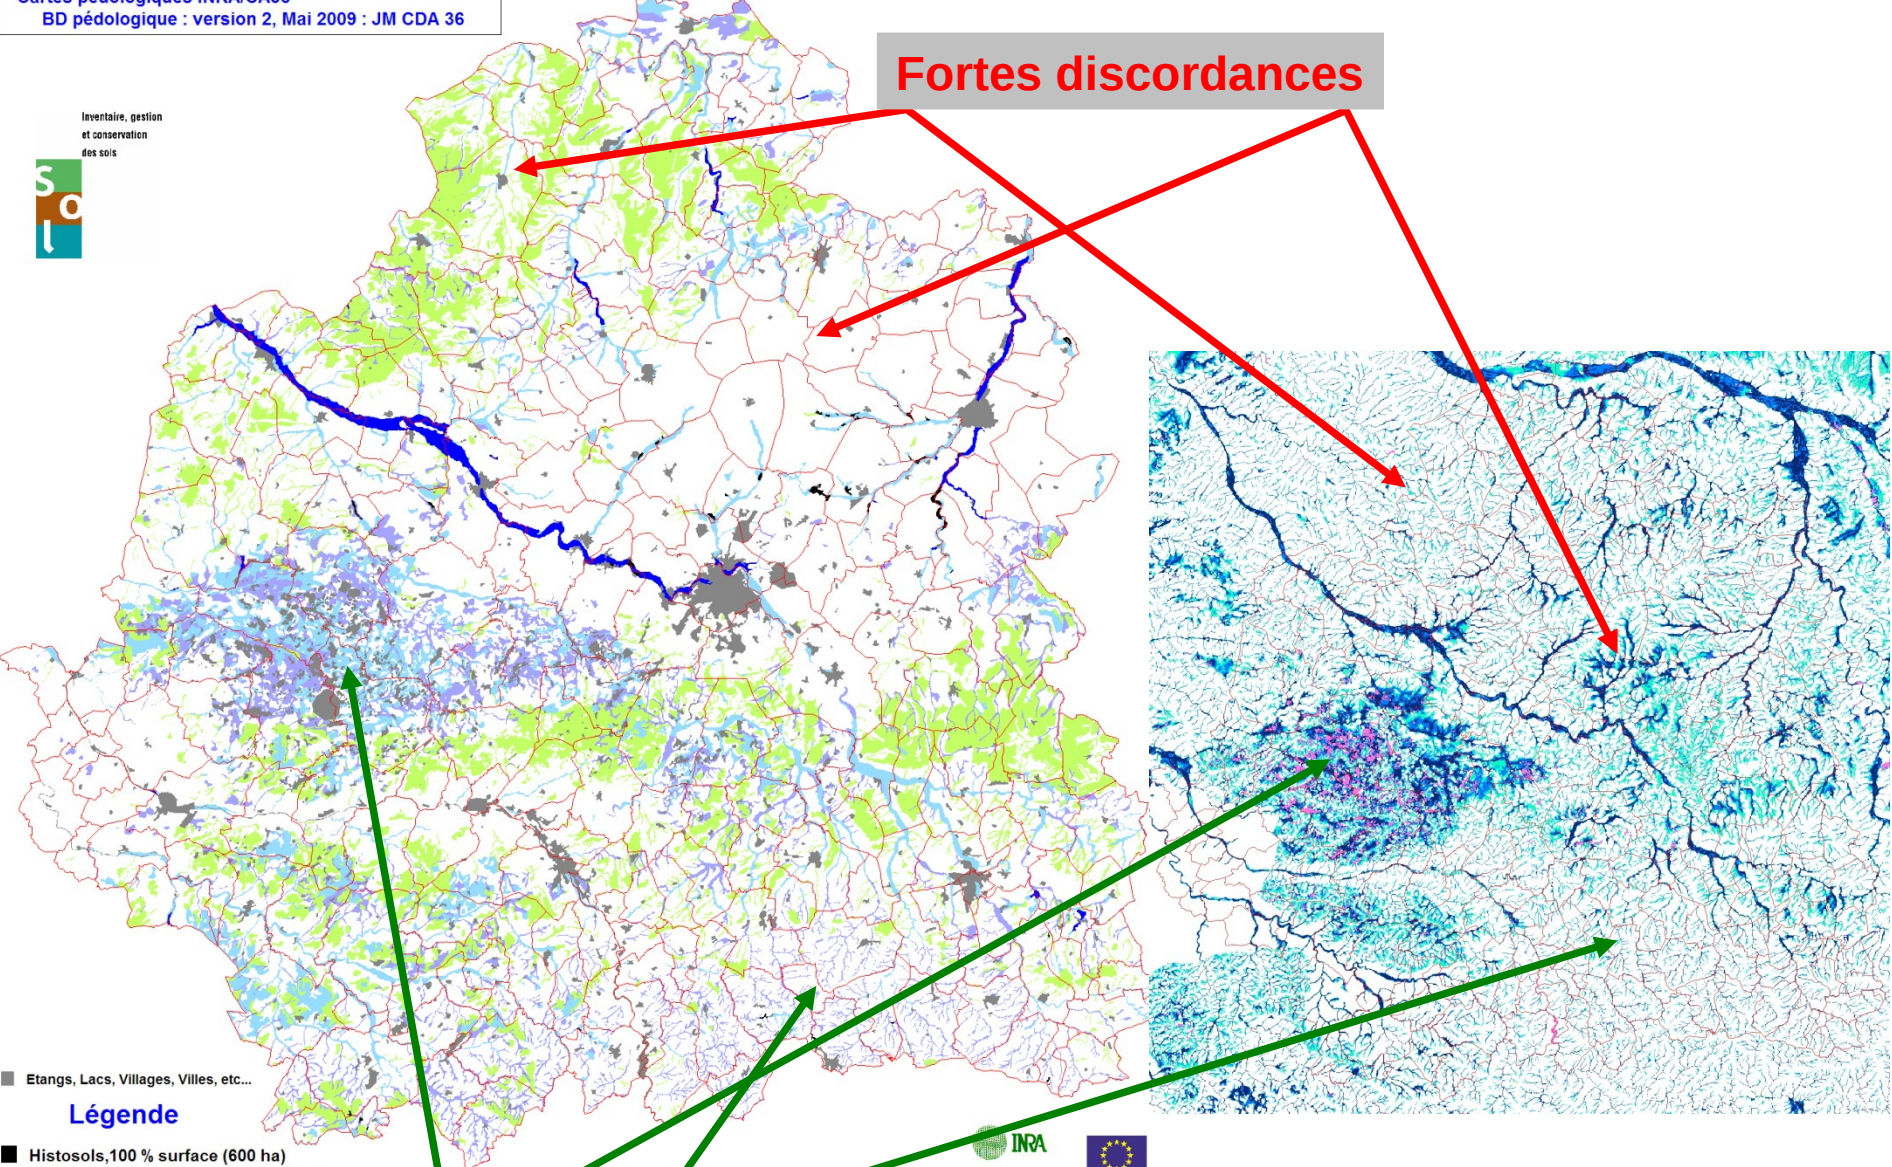 BD pédologique : version 2, Mai 2009 : JM CDA 36
Fortes discordances
Inventaire, gestion
et conservation
des sols
S
o
l
Etangs, Lacs, Villages, Villes, etc...
Légende
Histosols,100 % surface (600 ha)
INRA